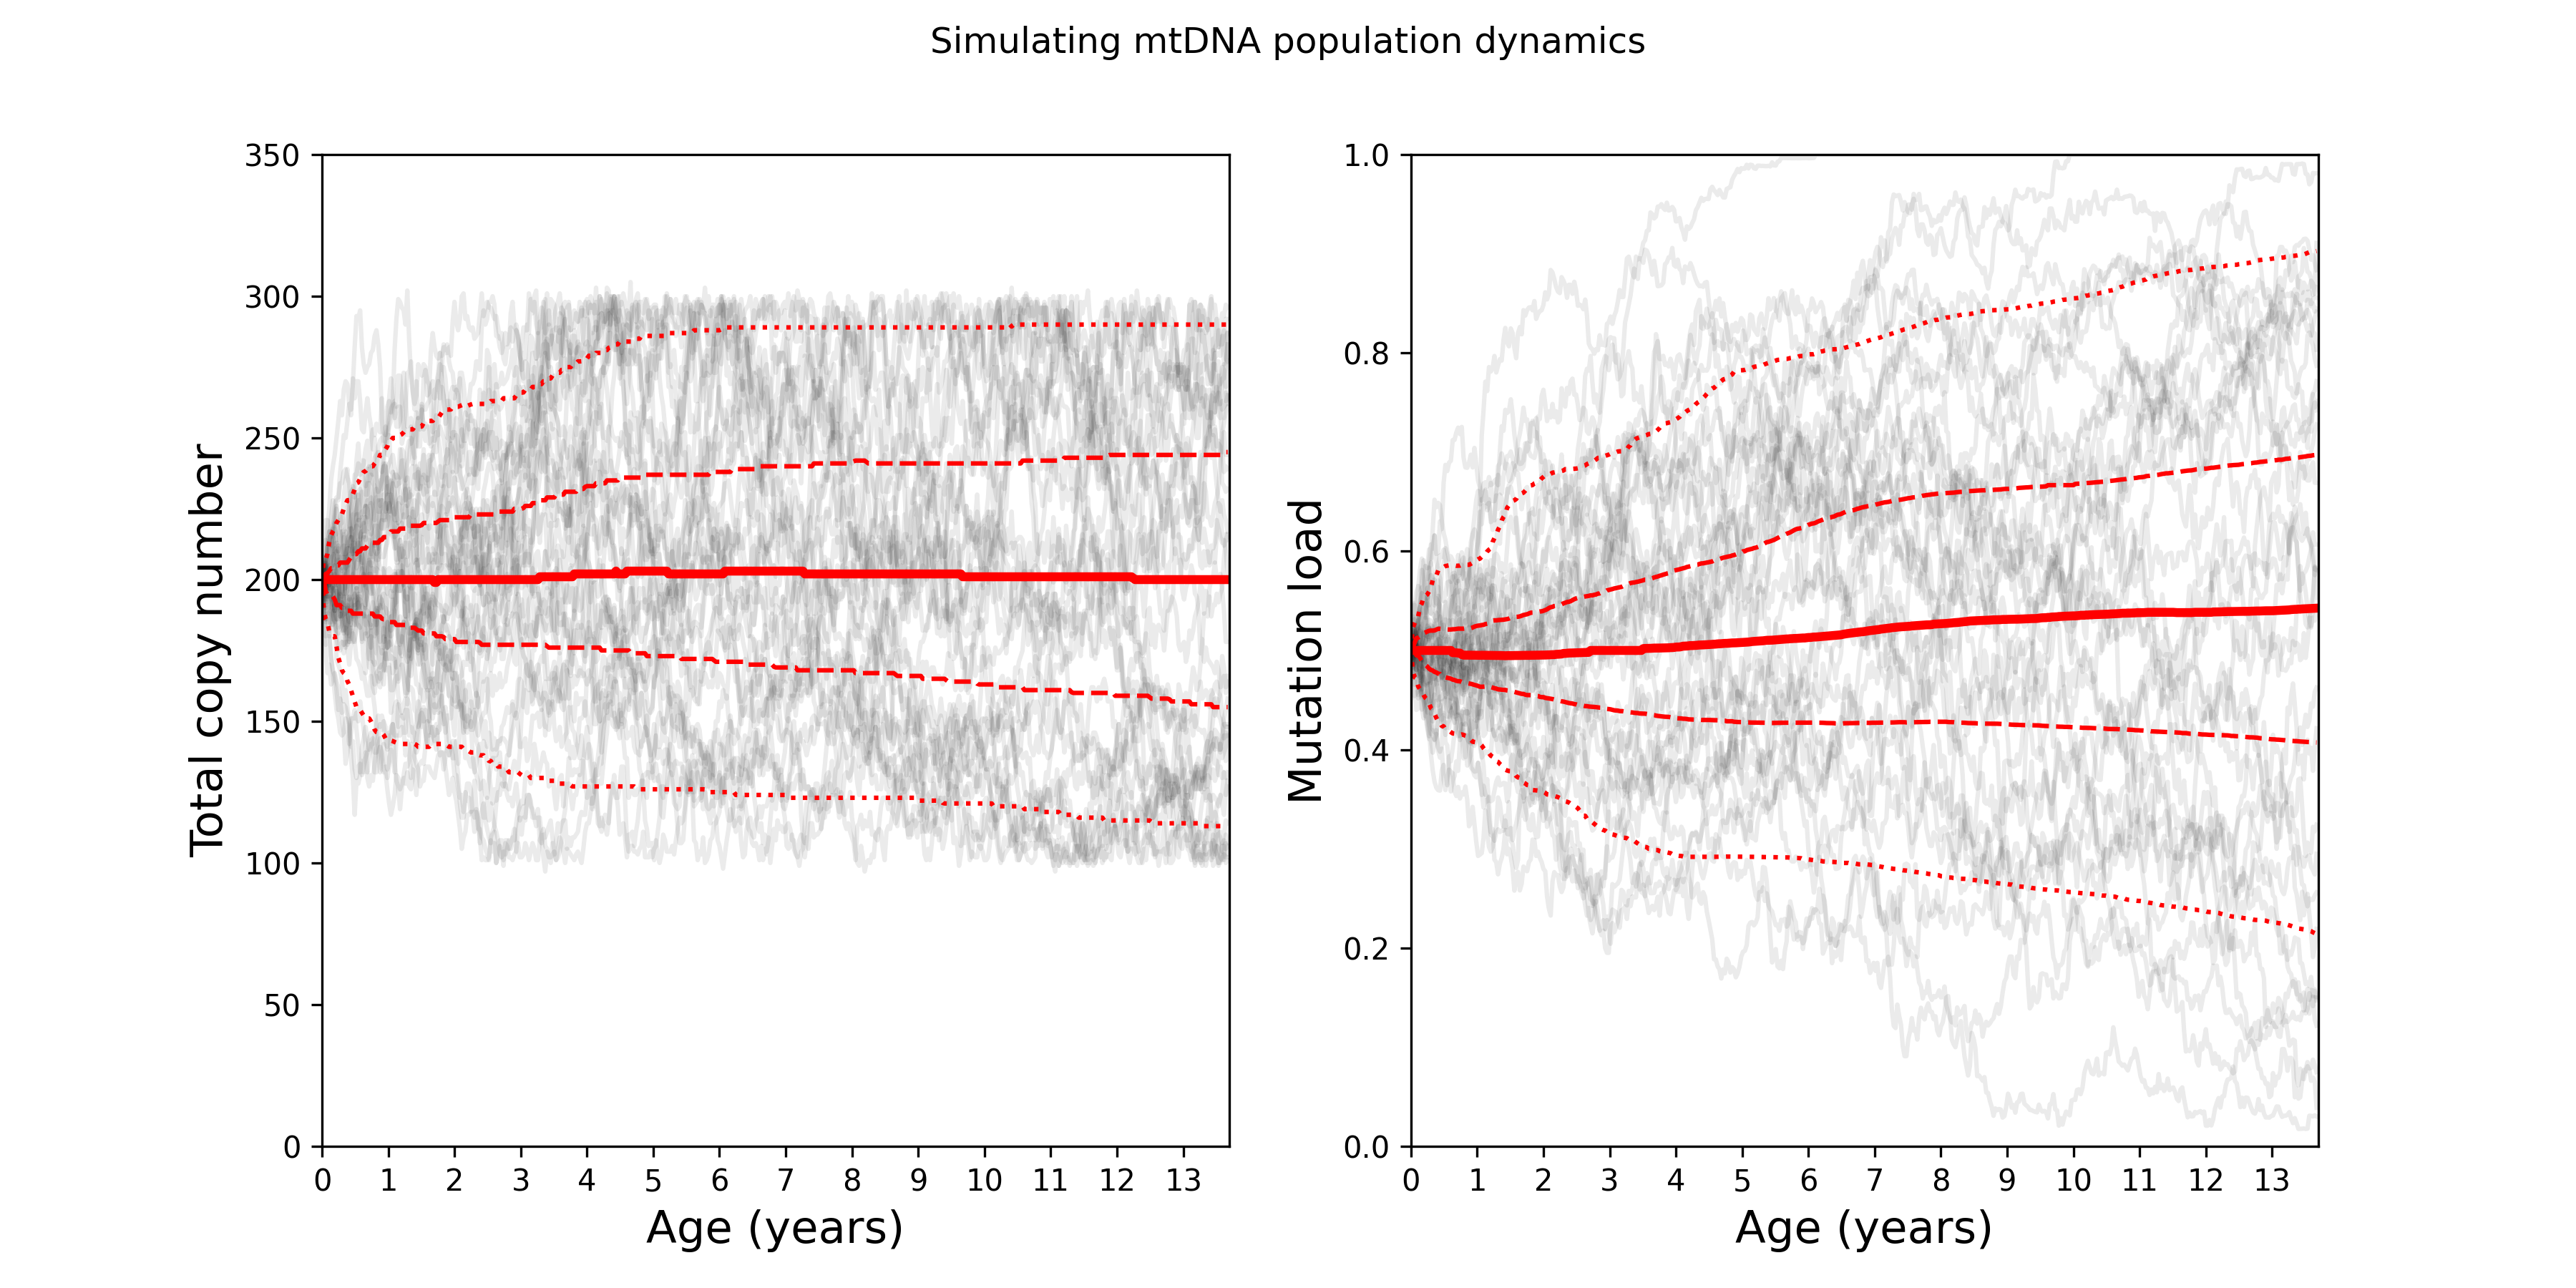 Simulating mtDNA population dynamics
Total copy number
350
300
250
200
150
100
50
0
0 1 2 3 4 5 6 7 8 9 10 11 12 13
Age (years)
Mutation load
1.0
0.8
0.6
0.4
0.2
0.0
0 1 2 3 4 5 6 7 8 9 10 11 12 13
Age (years)